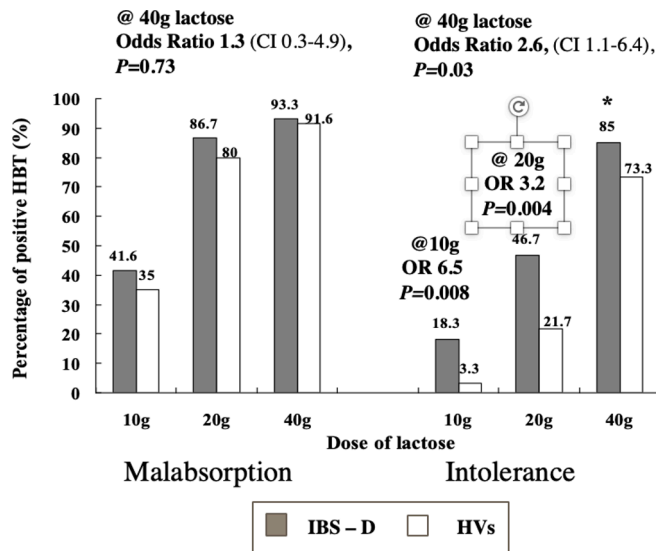 @ 40g lactose
Odds Ratio 1.3 (CI 0.3-4.9),
P=0.73
@ 40g lactose
Odds Ratio 2.6, (CI 1.1-6.4),
P=0.03
Percentage of positive HBT (%)
100
90
80
70
60
50
40
30
20
10
0
41.6
35
86.7
80
93.3
91.6
@10g
OR 6.5
P=0.008
18.3
3.3
@ 20g
OR 3.2
P=0.004
46.7
21.7
*
85
73.3
10g 20g 40g 10g 20g 40g
Dose of lactose
Malabsorption Intolerance
IBS – D HVs